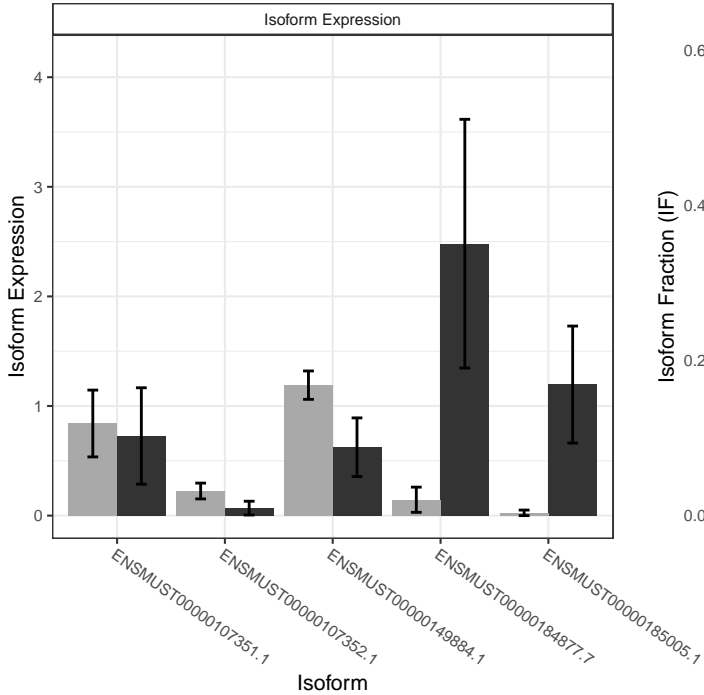 Isoform Expression
Isoform Expression
4
3
2
1
0
ENSMUST00000107351.1
ENSMUST00000107352.1
ENSMUST00000149884.1
ENSMUST00000184877.7
ENSMUST00000185005.1
Isoform
Isoform Fraction (IF)
0.6
0.4
0.2
0.0